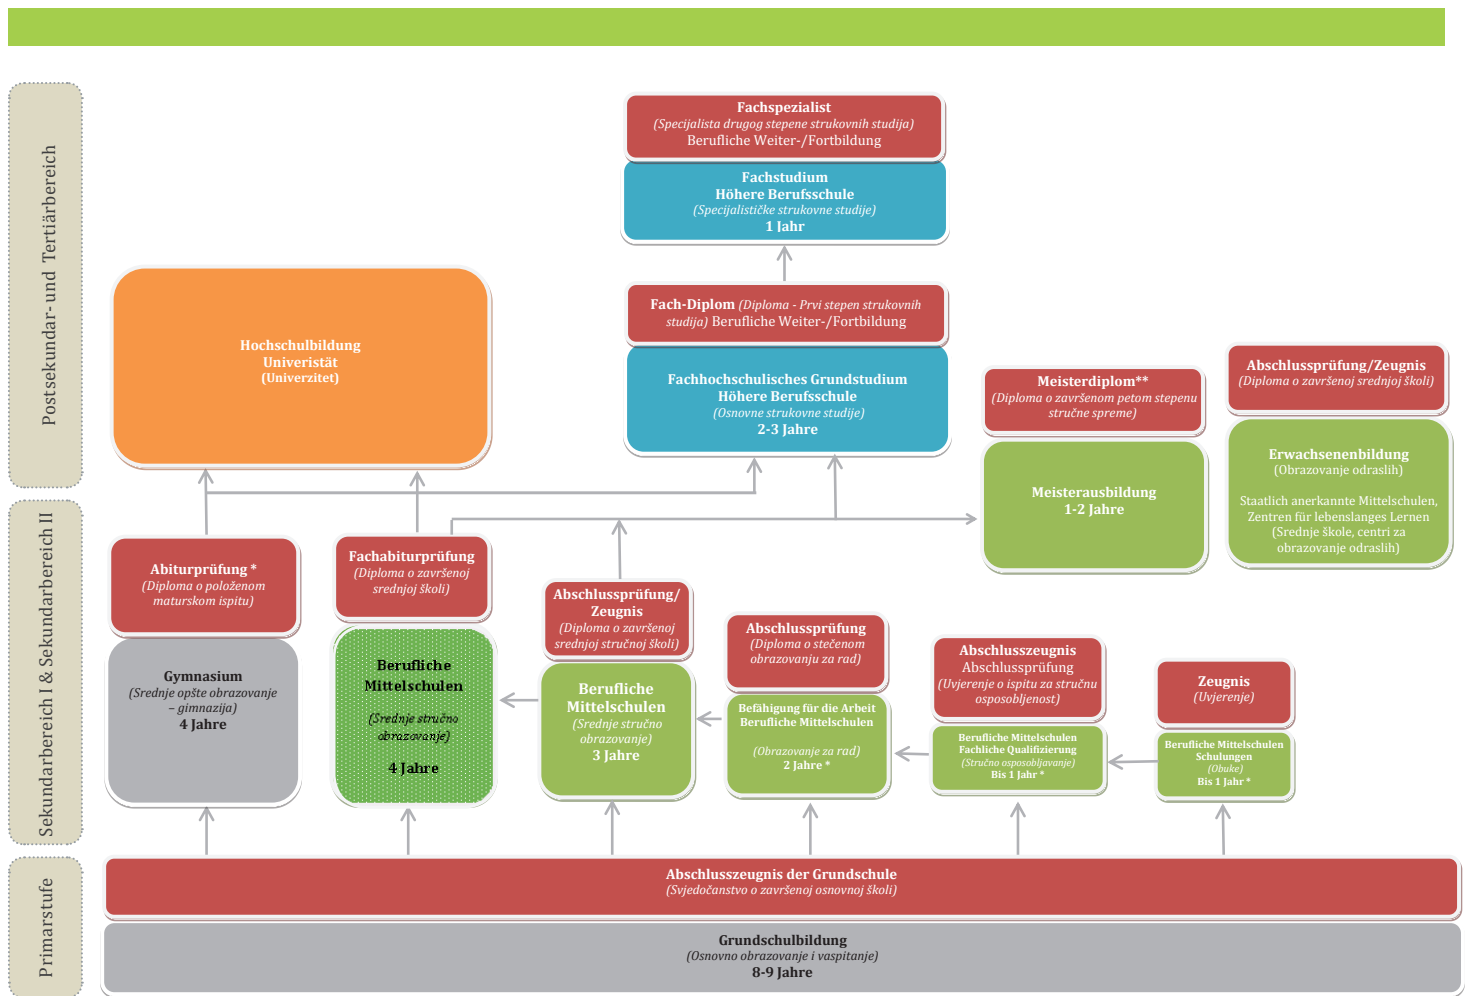 Postsekundar- und Tertiärbereich
Fachspezialist
(Specijalista drugog stepene strukovnih studija)
Berufliche Weiter-/Fortbildung
Fachstudium
Höhere Berufsschule
(Specijalističke strukovne studije)
1 Jahr
Hochschulbildung
Univeristät
(Univerzitet)
Fach-Diplom (Diploma - Prvi stepen strukovnih
studija) Berufliche Weiter-/Fortbildung
Fachhochschulisches Grundstudium
Höhere Berufsschule
(Osnovne strukovne studije)
2-3 Jahre
Meisterdiplom**
(Diploma o završenom petom stepenu
stručne spreme)
Meisterausbildung
1-2 Jahre
Abschlussprüfung/Zeugnis
(Diploma o završenoj srednjoj školi)
Erwachsenenbildung
(Obrazovanje odraslih)
Staatlich anerkannte Mittelschulen,
Zentren für lebenslanges Lernen
(Srednje škole, centri za
obrazovanje odraslih)
Sekundarbereich I & Sekundarbereich II
Abiturprüfung *
(Diploma o položenom
maturskom ispitu)
Gymnasium
(Srednje opšte obrazovanje
– gimnazija)
4 Jahre
Fachabiturprüfung
(Diploma o završenoj
srednjoj školi)
Berufliche
Mittelschulen
(Srednje stručno
obrazovanje)
4 Jahre
Abschlussprüfung/
Zeugnis
(Diploma o završenoj
srednjoj stručnoj školi)
Berufliche
Mittelschulen
(Srednje stručno
obrazovanje)
3 Jahre
Abschlussprüfung
(Diploma o stečenom
obrazovanju za rad)
Befähigung für die Arbeit
Berufliche Mittelschulen
(Obrazovanje za rad)
2 Jahre *
Abschlusszeugnis
Abschlussprüfung
(Uvjerenje o ispitu za stručnu
osposobljenost)
Berufliche Mittelschulen
Fachliche Qualifizierung
(Stručno osposobljavanje)
Bis 1 Jahr *
Zeugnis
(Uvjerenje)
Berufliche Mittelschulen
Schulungen
(Obuke)
Bis 1 Jahr *
Primarstufe
Abschlusszeugnis der Grundschule
(Svjedočanstvo o završenoj osnovnoj školi)
Grundschulbildung
(Osnovno obrazovanje i vaspitanje)
8-9 Jahre